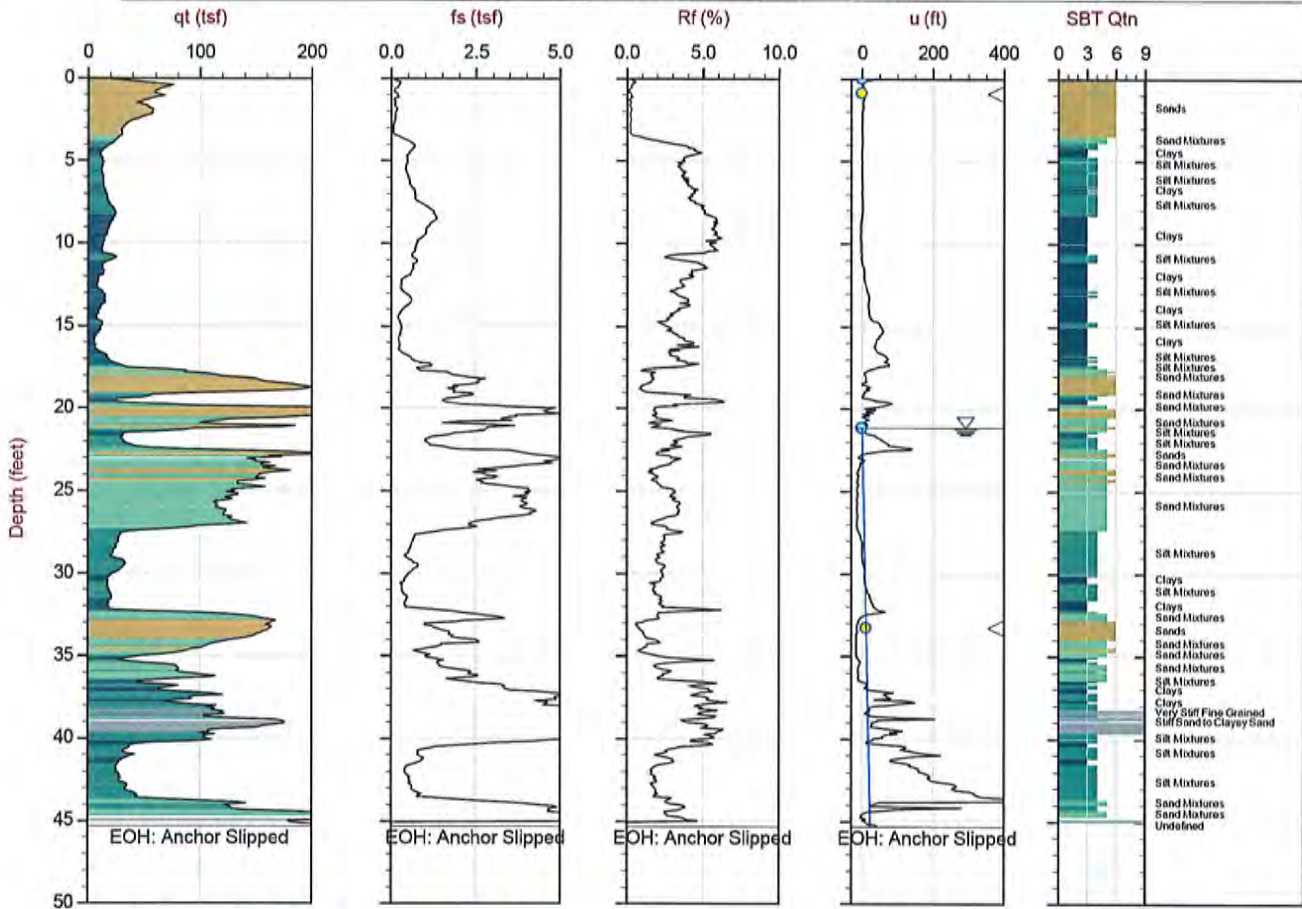 qt (tsf) fs (tsf) Rf (%) u (ft) SBT Qtn
0 100 200 0.0 2.5 5.0 0.0 5.0 10.0 0 200 400 0 3 6 9
0
Sands
Sand Mixtures
Clays
5
Silt Mixtures
Silt Mixtures
Clays
Silt Mixtures
Clays
10
Silt Mixtures
Clays
Silt Mixtures
Clays
15
Silt Mixtures
Clays
Silt Mixtures
Silt Mixtures
Sand Mixtures
Sand Mixtures
20
Sand Mixtures
Sand Mixtures
Silt Mixtures
Silt Mixtures
Sands
Sand Mixtures
Sand Mixtures
25
Depth (feet)
Sand Mixtures
Silt Mixtures
30
Clays
Silt Mixtures
Clays
Sand Mixtures
Sands
Sand Mixtures
35
Sand Mixtures
Sand Mixtures
Silt Mixtures
Clays
Clays
Very Stiff Fine Grained
Stiff Sand to Clayey Sand
40
Silt Mixtures
Silt Mixtures
Silt Mixtures
Sand Mixtures
Sand Mixtures
45
Undefined
EOH: Anchor Slipped EOH: Anchor Slipped EOH: Anchor Slipped EOH: Anchor Slipped
50